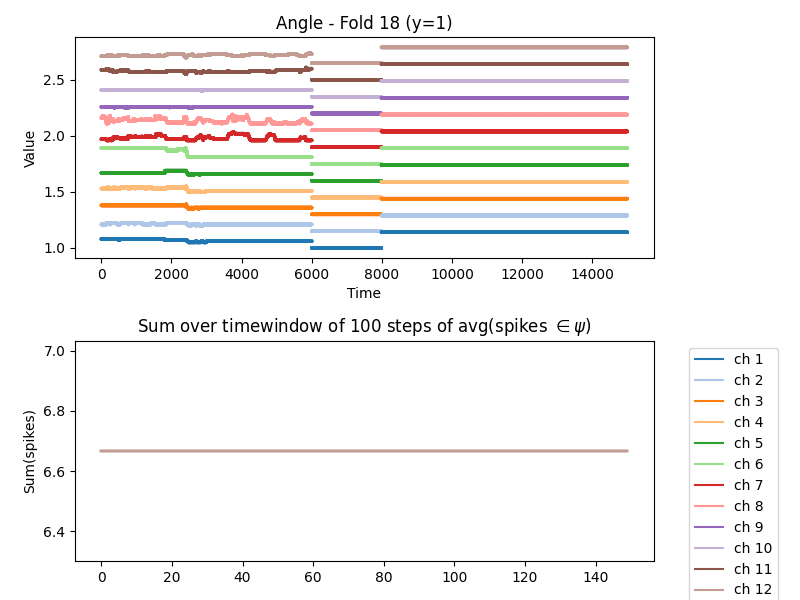 Angle - Fold 18 (y=1)
Value
2.5
2.0
1.5
1.0
0 2000 4000 6000 8000 10000 12000 14000
Time
Sum over timewindow of 100 steps of avg(spikes ∈ ψ)
Sum(spikes)
7.0
6.8
6.6
6.4
0 20 40 60 80 100 120 140
ch 1
ch 2
ch 3
ch 4
ch 5
ch 6
ch 7
ch 8
ch 9
ch 10
ch 11
ch 12